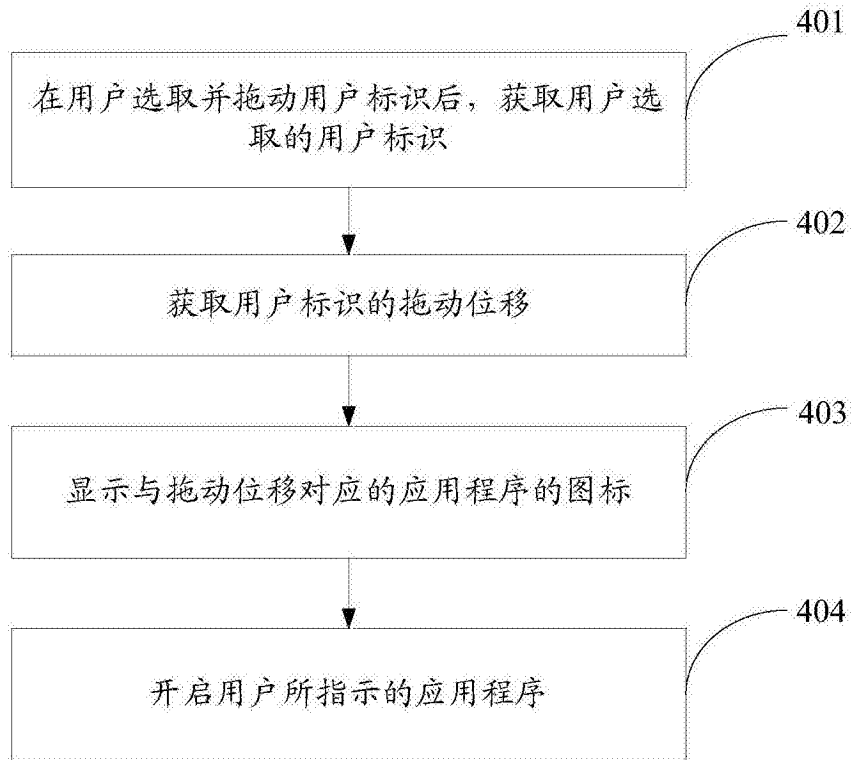 401
在用户选取并拖动用户标识后，获取用户选
取的用户标识
402
获取用户标识的拖动位移
403
显示与拖动位移对应的应用程序的图标
404
开启用户所指示的应用程序